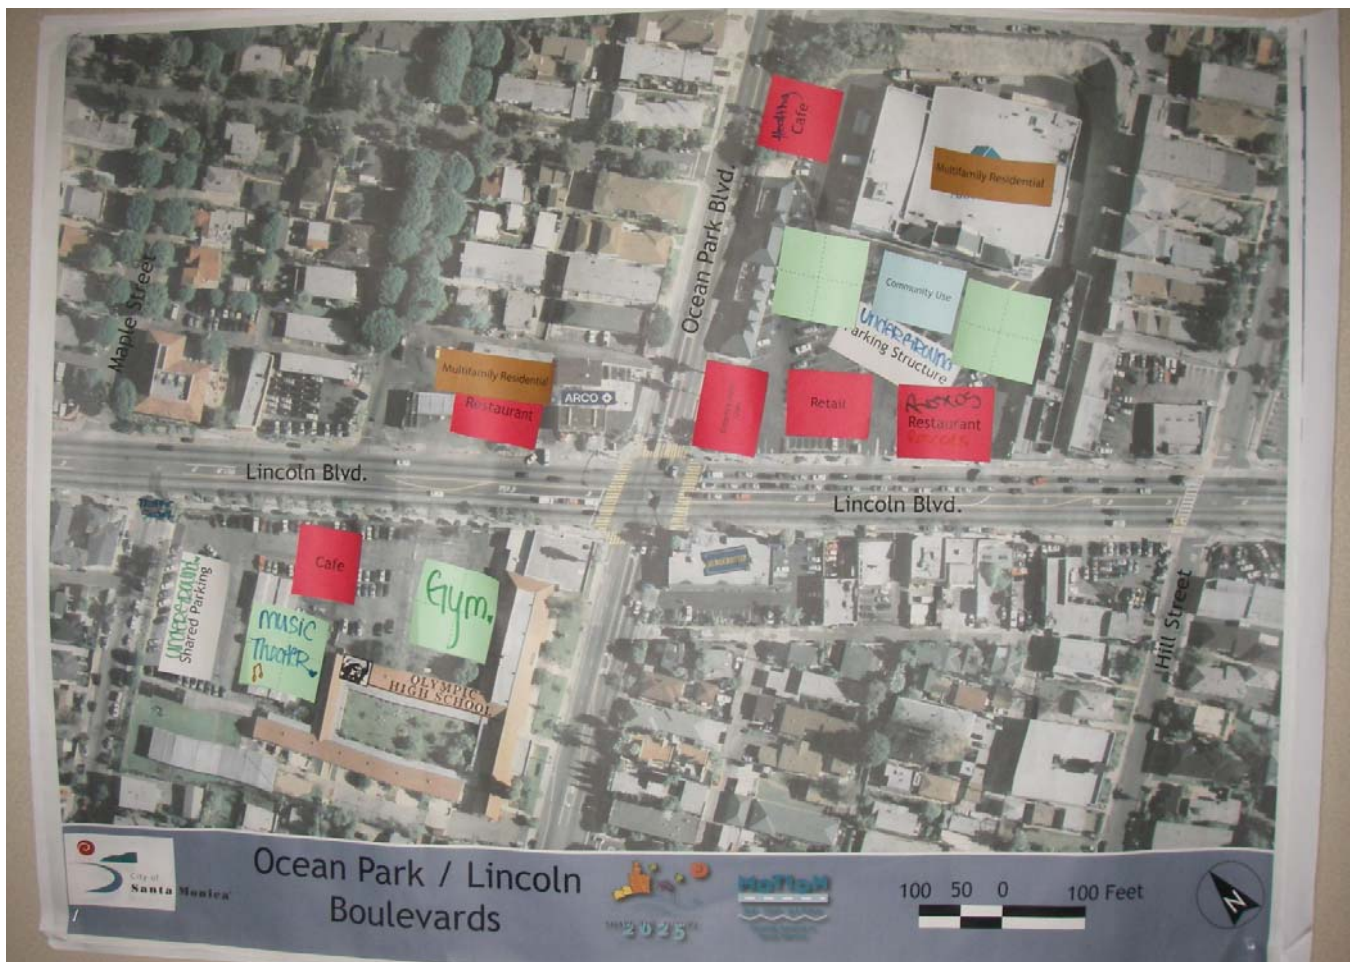 Cafe
Multifamily Residential
Ocean Park Blvd.
Maple Street
Community Use
UNDERGROUND
Parking Structure
Multifamily Residential
Restaurant
ARCO
Retail
Restaurant
Lincoln Blvd.
Lincoln Blvd.
Cafe
Gym.
UNDERGROUND
Shared Parking
music
Theater
OLYMPIC
HIGH SCHOOL
Hill Street
City of
Santa Monica
Ocean Park / Lincoln
Boulevards
2025
MOTION
100 50 0 100 Feet
N